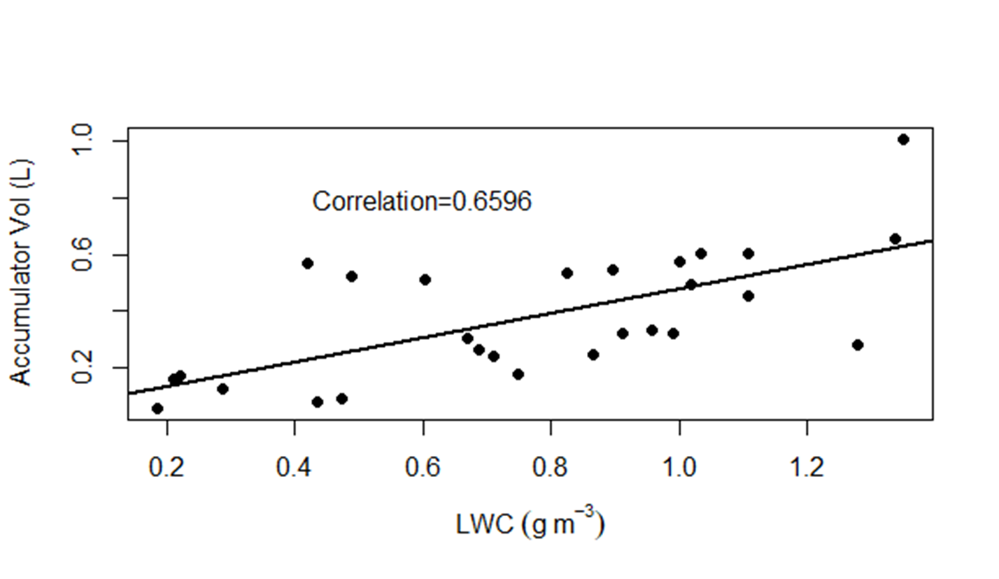 1.0
0.6
0.2
Accumulator Vol (L)
Correlation=0.6596
0.2 0.4 0.6 0.8 1.0 1.2
LWC (g m⁻³)